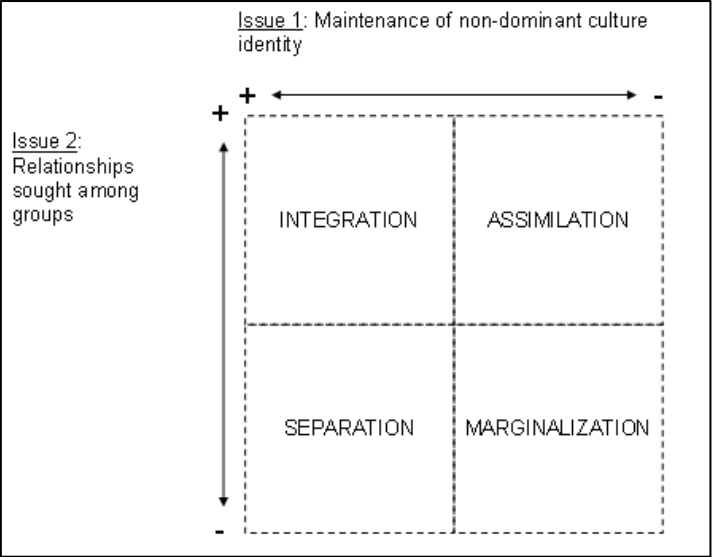 Issue 1: Maintenance of non-dominant culture
identity
+ -
+
Issue 2:
Relationships
sought among
groups
INTEGRATION ASSIMILATION
SEPARATION MARGINALIZATION
-